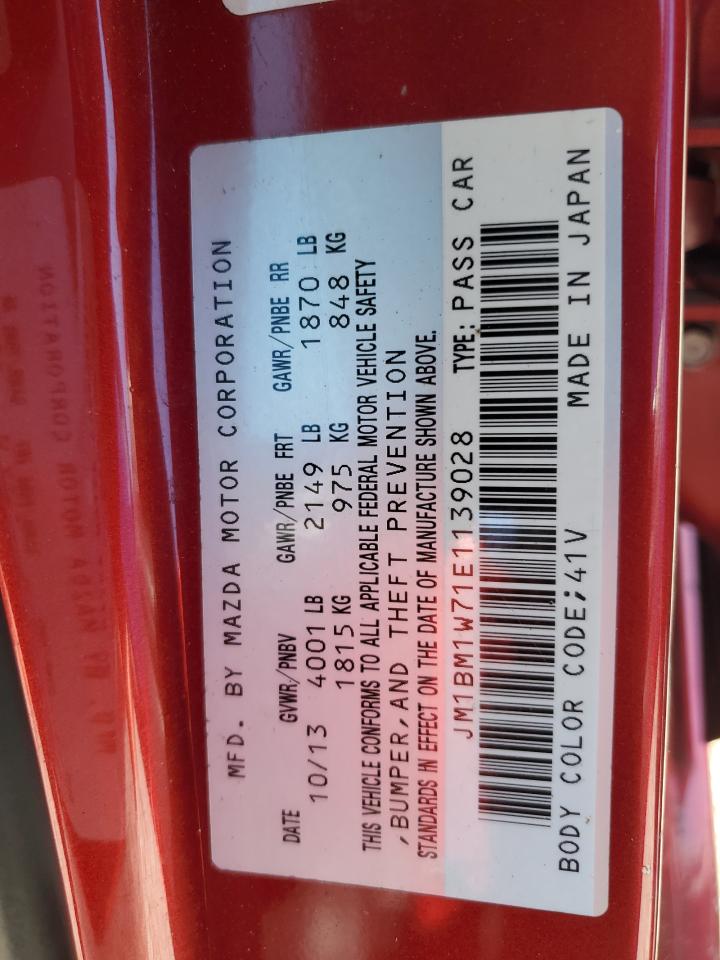 MFD. BY MAZDA MOTOR CORPORATION
DATE GVWR/PNBV GAWR/PNBE FRT GAWR/PNBE RR
10/13 4001 LB 2149 LB 1870 LB
1815 KG 975 KG 848 KG
THIS VEHICLE CONFORMS TO ALL APPLICABLE FEDERAL MOTOR VEHICLE SAFETY
,BUMPER,AND THEFT PREVENTION
STANDARDS IN EFFECT ON THE DATE OF MANUFACTURE SHOWN ABOVE.
JM1BM1W71E1139028 TYPE: PASS CAR
BODY COLOR CODE;41V MADE IN JAPAN